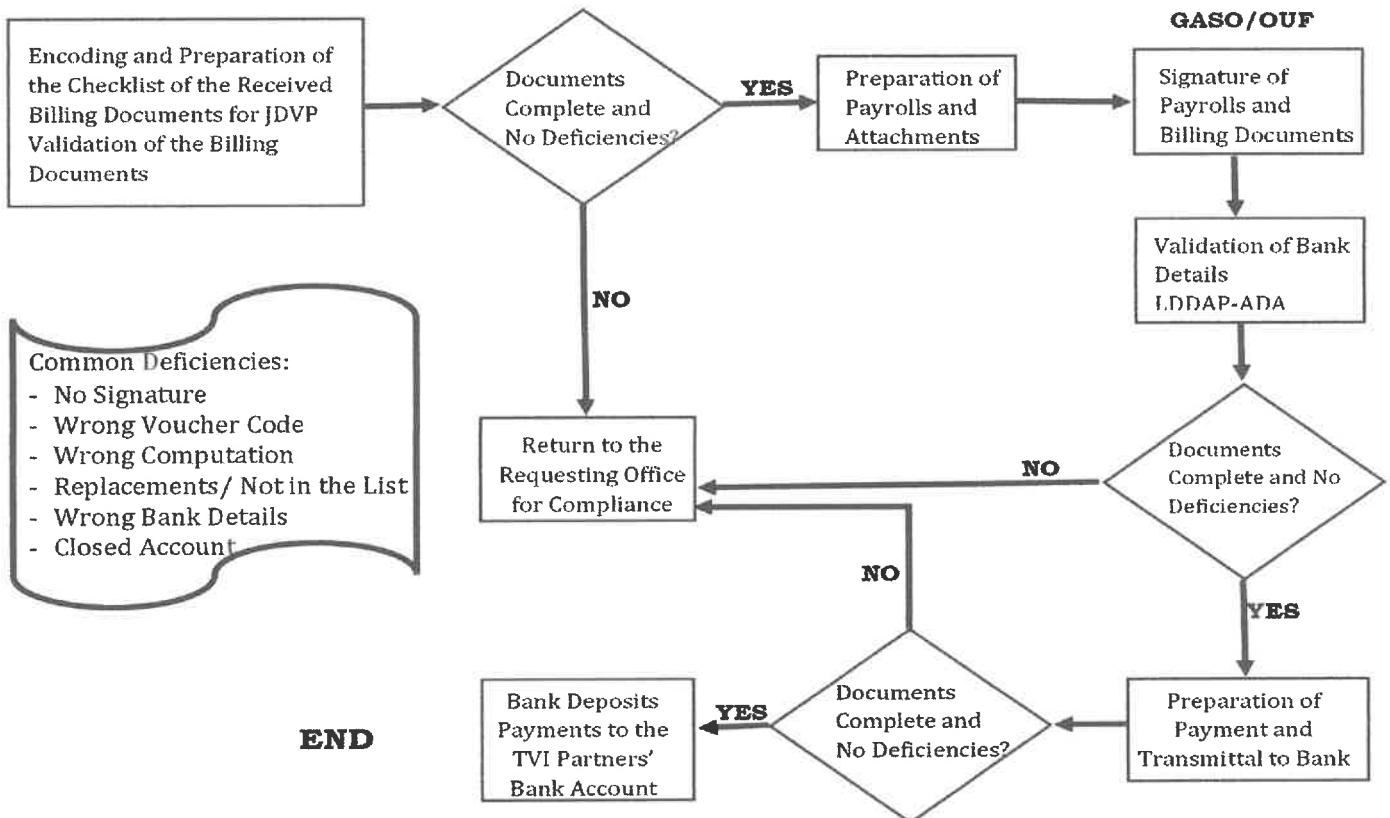 GASO/OUF
Encoding and Preparation of
the Checklist of the Received
Billing Documents for JDVP
Validation of the Billing
Documents
Documents
Complete and
No Deficiencies?
YES
Preparation of
Payrolls and
Attachments
Signature of
Payrolls and
Billing Documents
NO
Validation of Bank
Details
LDDAP-ADA
Common Deficiencies:
- No Signature
- Wrong Voucher Code
- Wrong Computation
- Replacements/ Not in the List
- Wrong Bank Details
- Closed Account
Return to the
Requesting Office
for Compliance
NO
Documents
Complete and No
Deficiencies?
NO
YES
END
Bank Deposits
Payments to the
TVI Partners’
Bank Account
YES
Documents
Complete and
No Deficiencies?
Preparation of
Payment and
Transmittal to Bank